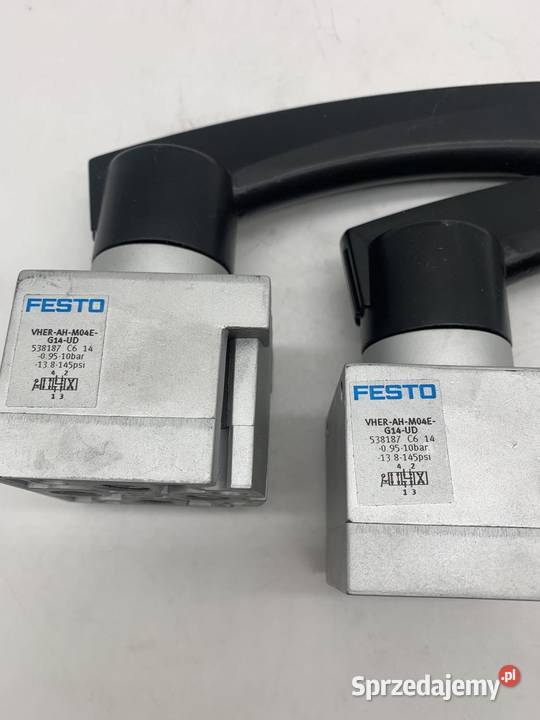 FESTO
VHER-AH-M04E-
G14-UD
538187 C6 14
-0.95-10bar
-13.8-145psi
4 2
1 3
FESTO
VHER-AH-M04E-
G14-UD
538187 C6 14
-0.95-10bar
-13.8-145psi
4 2
1 3
Sprzedajemy.pl